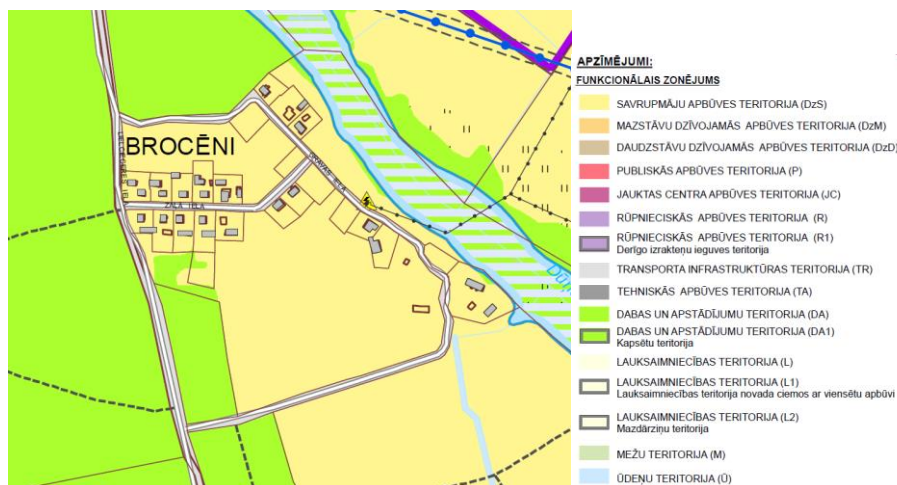 BROCĒNI
GRAVAS IELA
ZAĻĀ IELA
APZĪMĒJUMI:
FUNKCIONĀLAIS ZONĒJUMS
SAVRUPMĀJU APBŪVES TERITORIJA (DzS)
MAZSTĀVU DZĪVOJAMĀS APBŪVES TERITORIJA (DzM)
DAUDZSTĀVU DZĪVOJAMĀS APBŪVES TERITORIJA (DzD)
PUBLISKĀS APBŪVES TERITORIJA (P)
JAUKTAS CENTRA APBŪVES TERITORIJA (JC)
RŪPNIECISKĀS APBŪVES TERITORIJA (R)
RŪPNIECISKĀS APBŪVES TERITORIJA (R1)
Derīgo izrakteņu ieguves teritorija
TRANSPORTA INFRASTRUKTŪRAS TERITORIJA (TR)
TEHNISKĀS APBŪVES TERITORIJA (TA)
DABAS UN APSTĀDĪJUMU TERITORIJA (DA)
DABAS UN APSTĀDĪJUMU TERITORIJA (DA1)
Kapsētu teritorija
LAUKSAIMNIECĪBAS TERITORIJA (L)
LAUKSAIMNIECĪBAS TERITORIJA (L1)
Lauksaimniecības teritorija novada ciemos ar viensētu apbūvi
LAUKSAIMNIECĪBAS TERITORIJA (L2)
Mazdārziņu teritorija
MEŽU TERITORIJA (M)
ŪDEŅU TERITORIJA (Ū)